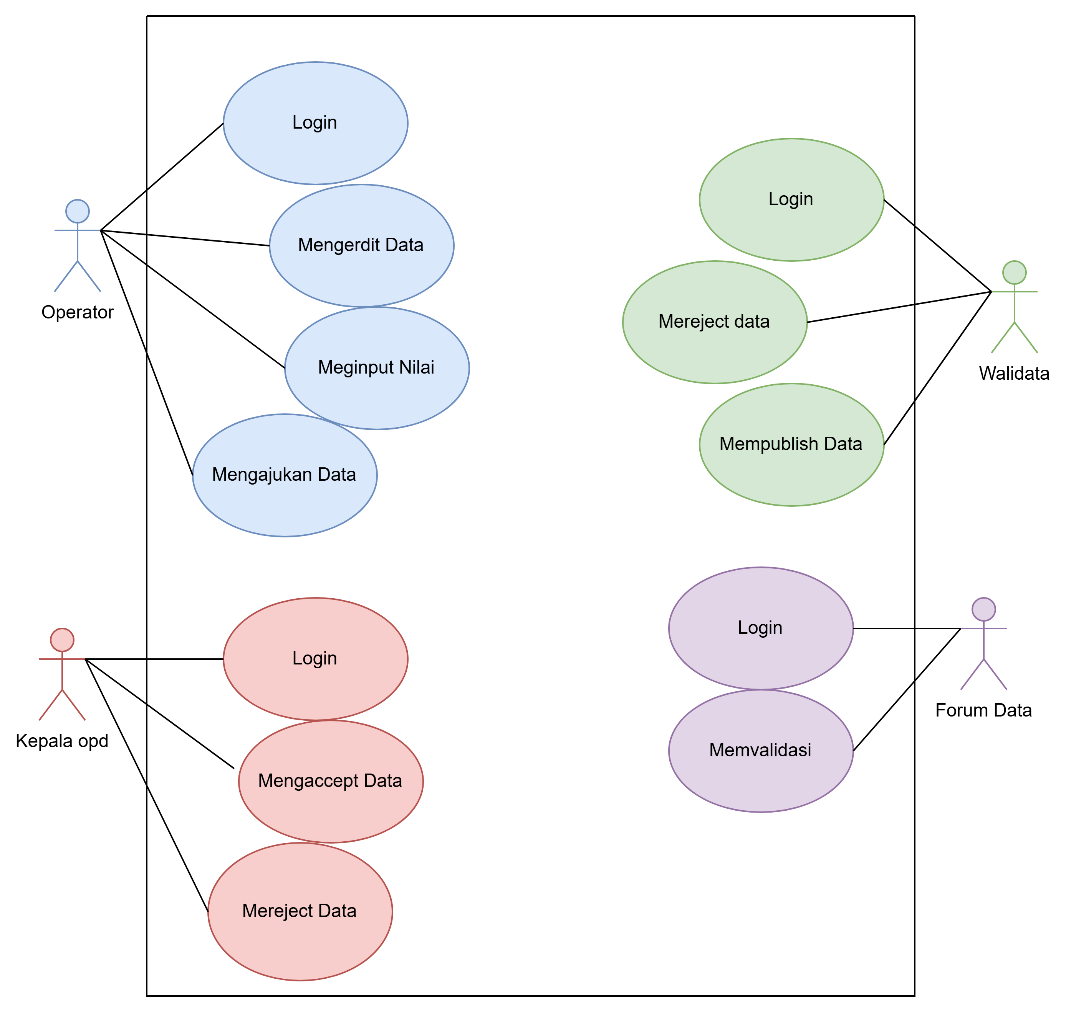 Login
Mengerdit Data
Meginput Nilai
Mengajukan Data
Operator
Login
Mereject data
Mempublish Data
Walidata
Login
Mengaccept Data
Mereject Data
Kepala opd
Login
Memvalidasi
Forum Data